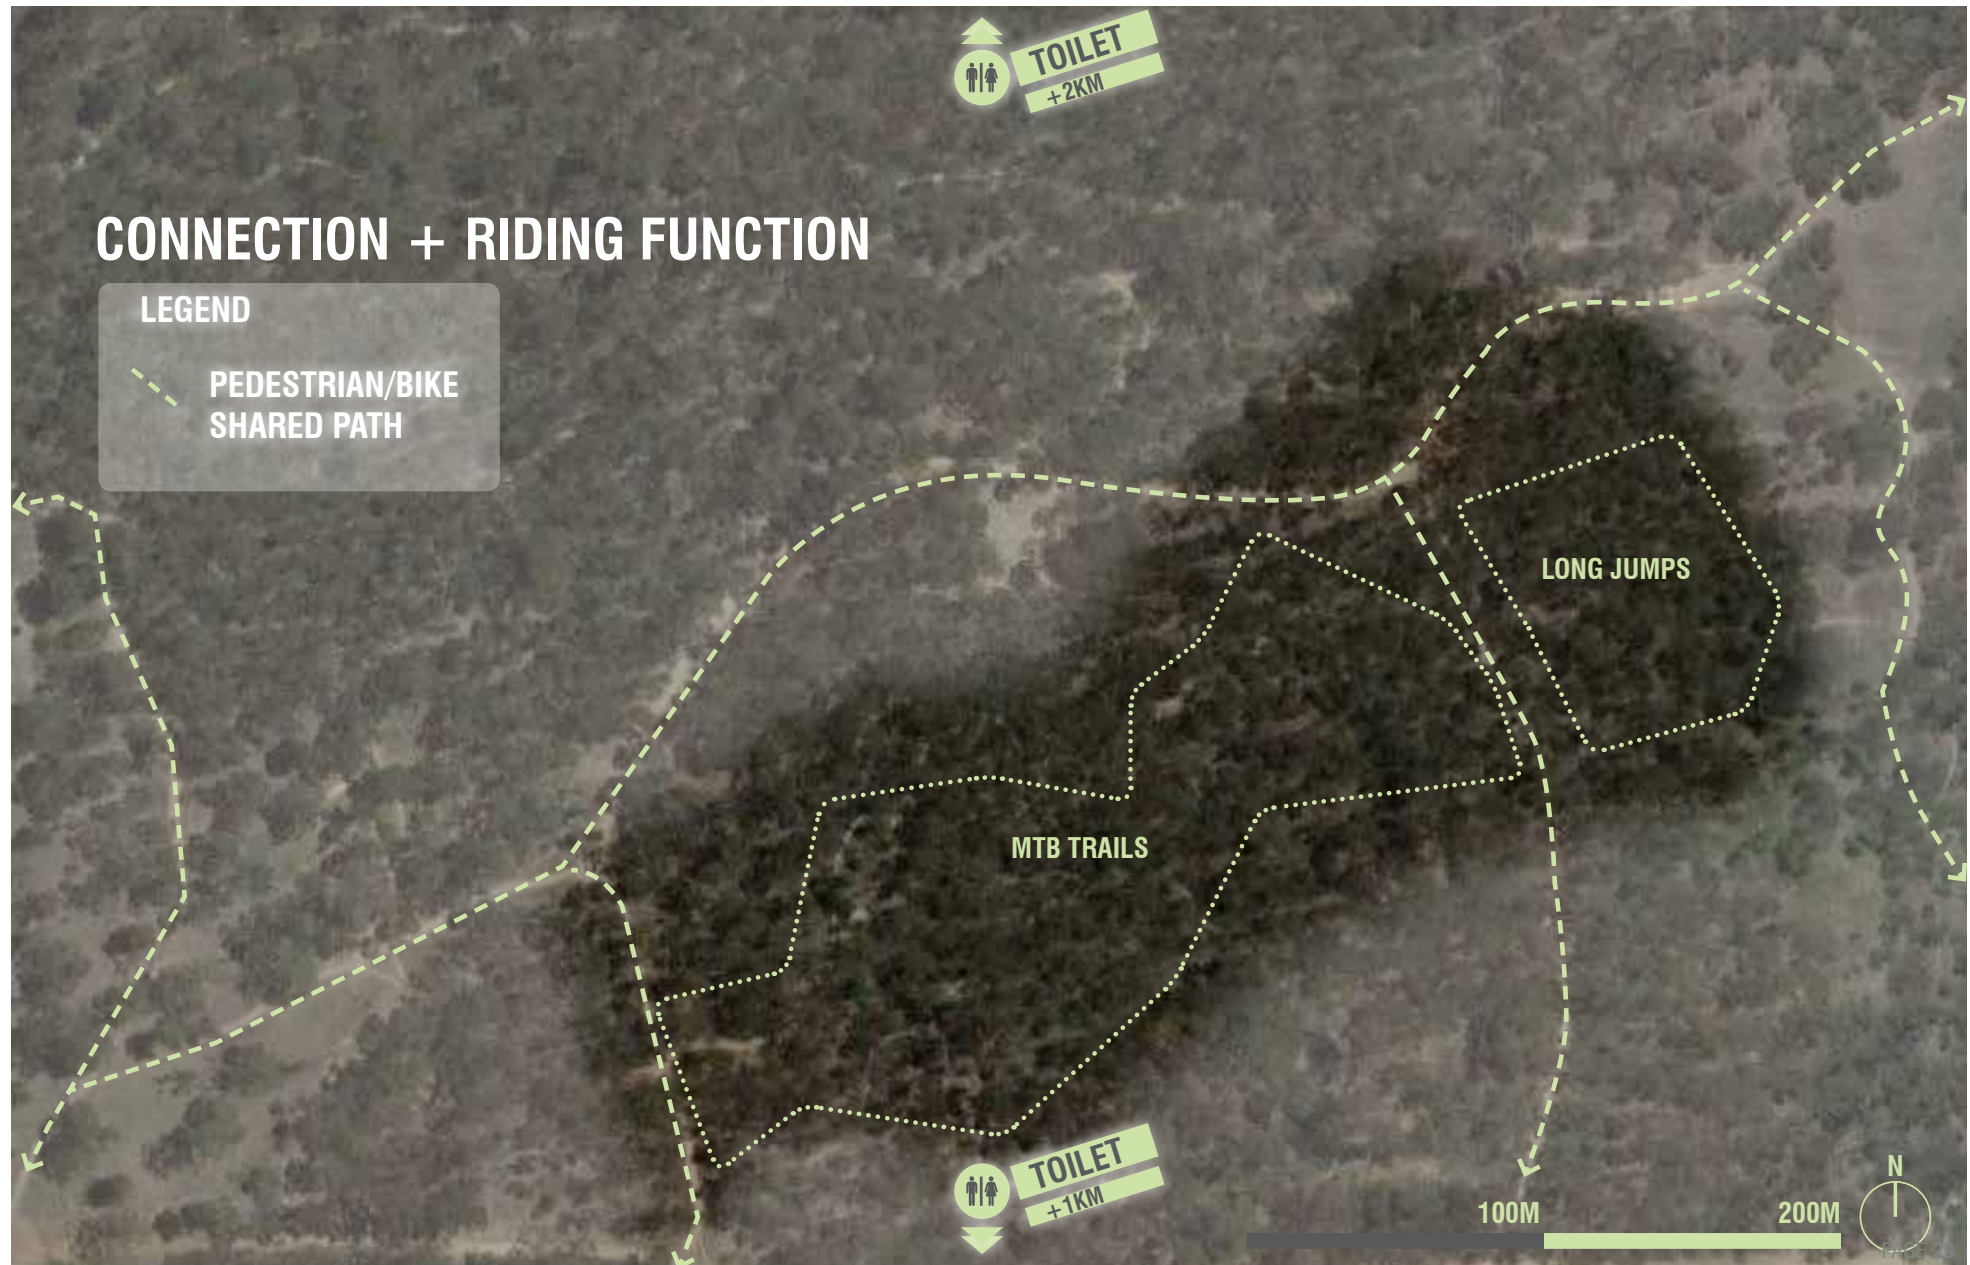 TOILET
+2KM
CONNECTION + RIDING FUNCTION
LEGEND
PEDESTRIAN/BIKE
SHARED PATH
LONG JUMPS
MTB TRAILS
TOILET
+1KM
N
100M
200M